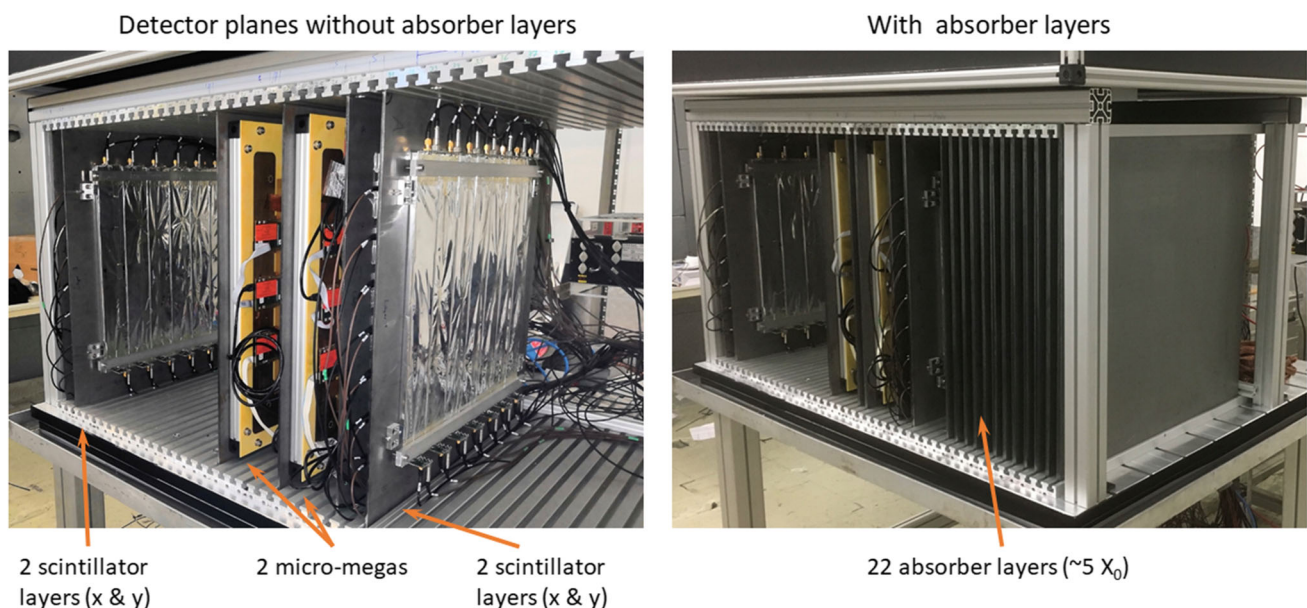 Detector planes without absorber layers
With absorber layers
2 scintillator
layers (x & y)
2 micro-megas
2 scintillator
layers (x & y)
22 absorber layers (~5 X₀)